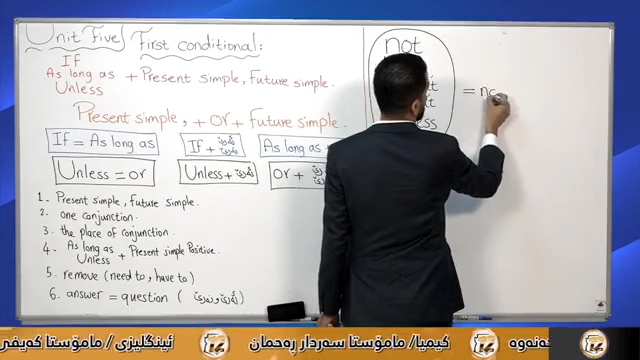 Unit Five First conditional:
If
As long as + Present simple, Future simple.
Unless
Present simple, + or + Future simple.
If = As long as
If +
As long as
Unless = or
Unless +
or +
1- Present simple, Future simple.
2- one conjunction.
3. the place of conjunction.
4- As long as
Unless + Present simple Positive.
5. remove (need to, have to)
6. answer = question (
not
= no
ئینگلیزی / مامۆستا کەیفی
کیمیا/ مامۆستا سەردار ڕەحمان